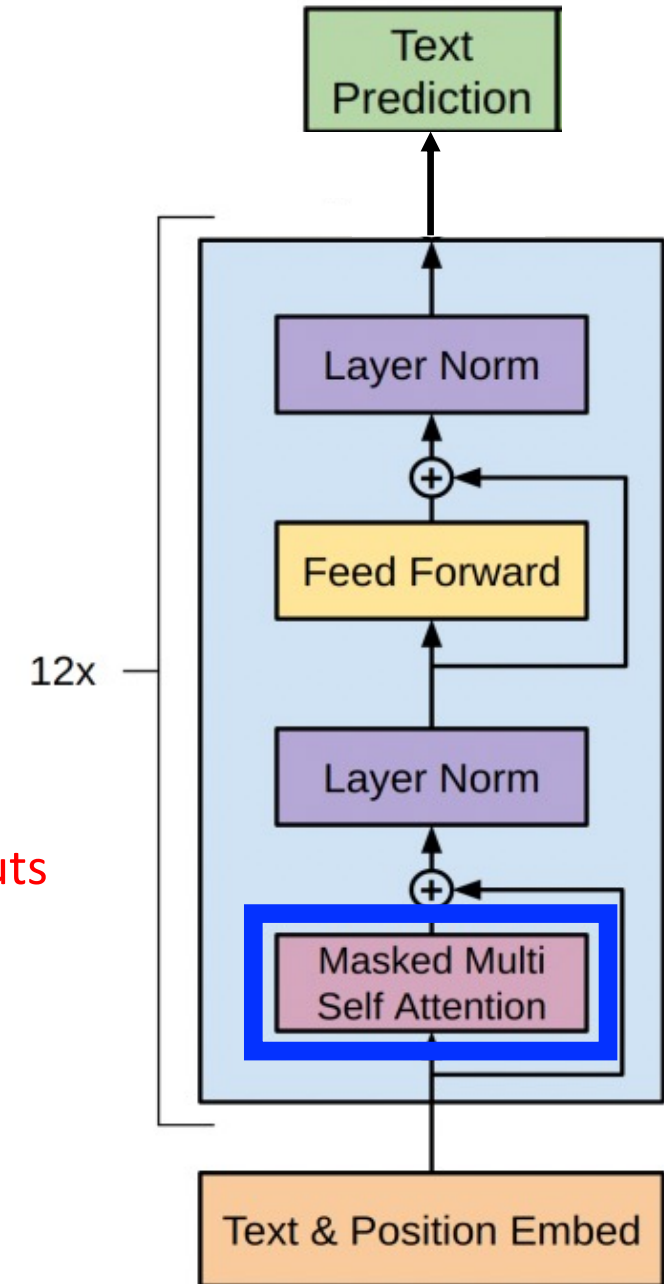 Text
Prediction
Layer Norm
Feed Forward
12x
Layer Norm
Masked Multi
Self Attention
Text & Position Embed